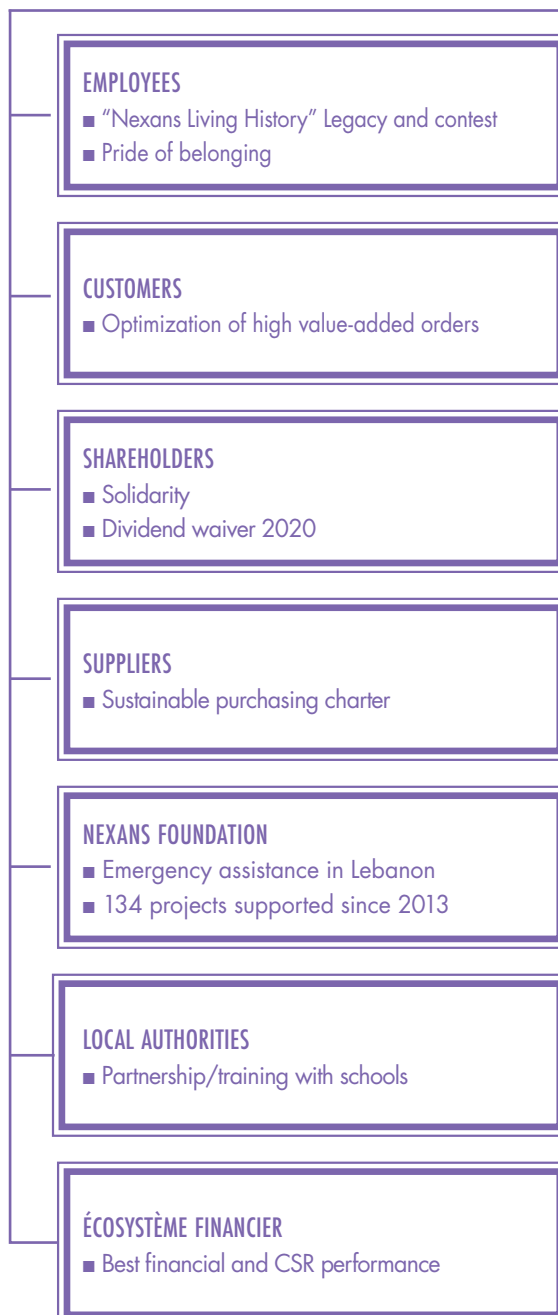 EMPLOYEES
■ “Nexans Living History” Legacy and contest
■ Pride of belonging
CUSTOMERS
■ Optimization of high value-added orders
SHAREHOLDERS
■ Solidarity
■ Dividend waiver 2020
SUPPLIERS
■ Sustainable purchasing charter
NEXANS FOUNDATION
■ Emergency assistance in Lebanon
■ 134 projects supported since 2013
LOCAL AUTHORITIES
■ Partnership/training with schools
ÉCOSYSTÈME FINANCIER
■ Best financial and CSR performance